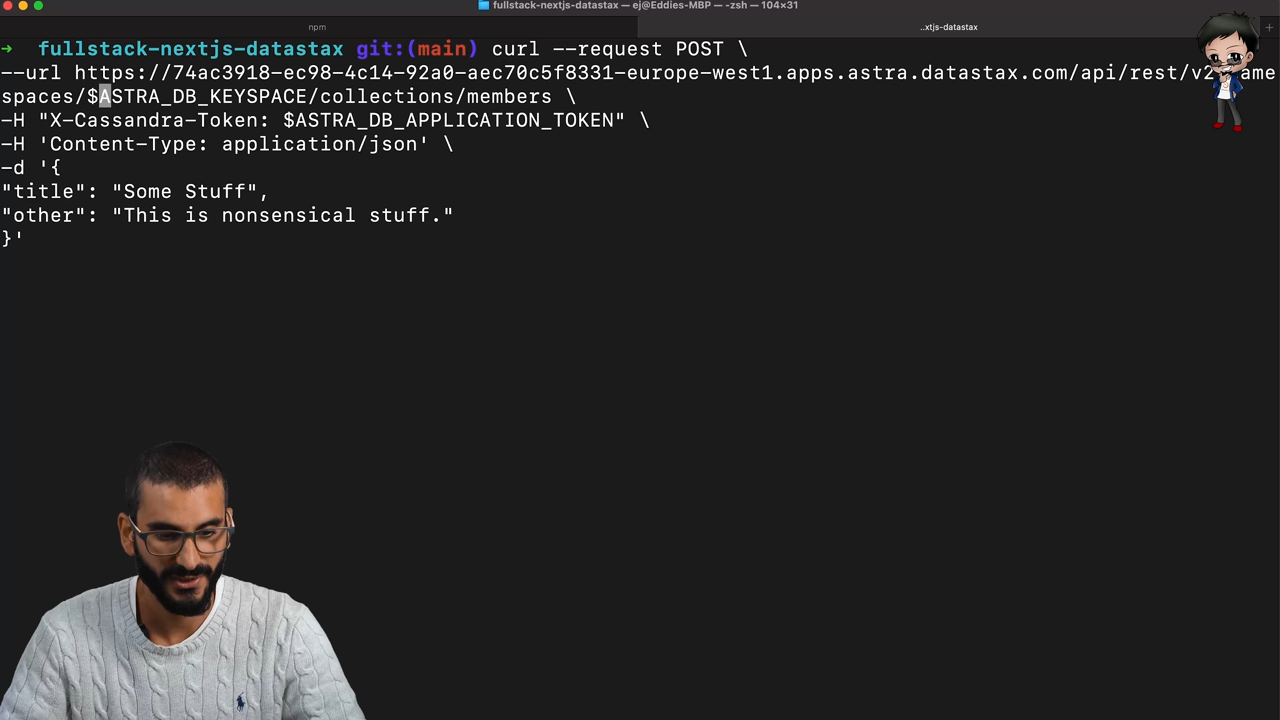 fullstack-nextjs-datastax — ej@Eddies-MBP — -zsh — 104×31
npm
..xtjs-datastax
+
→ fullstack-nextjs-datastax git:(main) curl --request POST \
--url https://74ac3918-ec98-4c14-92a0-aec70c5f8331-europe-west1.apps.astra.datastax.com/api/rest/v2 ame
spaces/$ASTRA_DB_KEYSPACE/collections/members \
-H "X-Cassandra-Token: $ASTRA_DB_APPLICATION_TOKEN" \
-H 'Content-Type: application/json' \
-d '{
"title": "Some Stuff",
"other": "This is nonsensical stuff."
}'